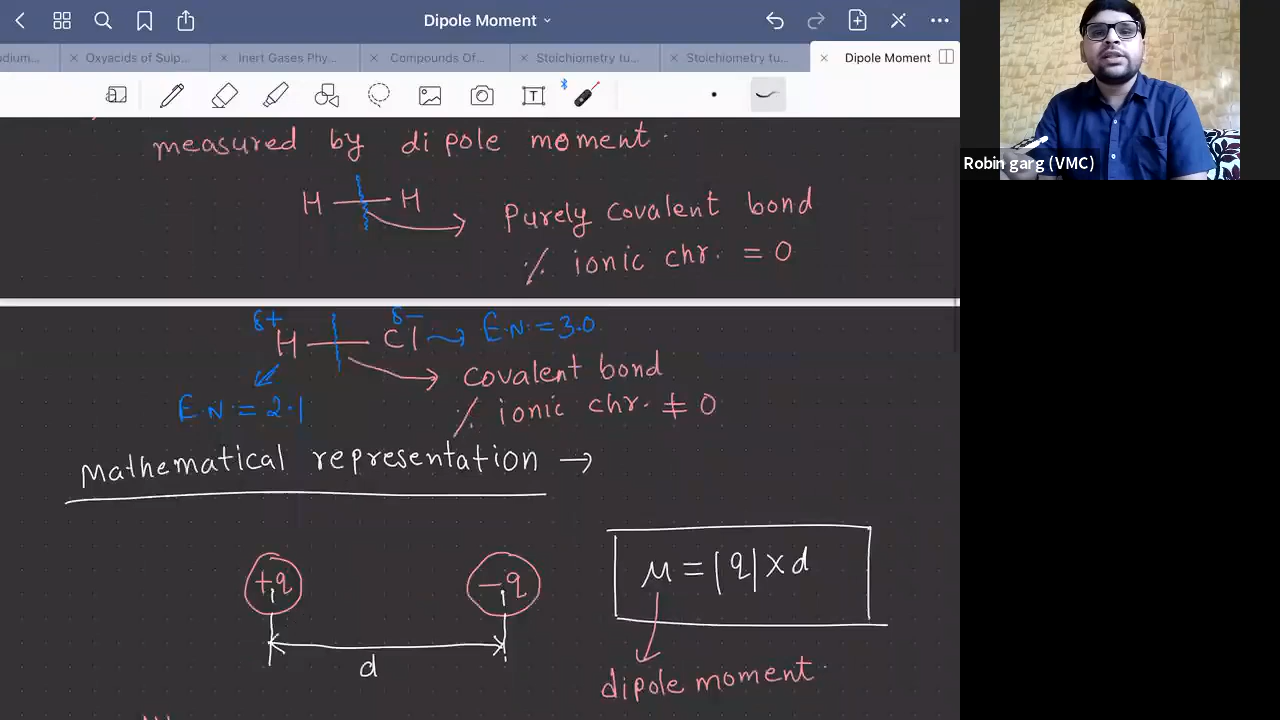 Dipole Moment
odium...
Oxyacids of Sulp...
Inert Gases Phy...
Compounds Of...
Stoichiometry tu...
Stoichiometry tu...
Dipole Moment
T
Robin garg (VMC)
measured by dipole moment.
H — H
Purely covalent bond
% ionic chr. = 0
δ+ δ−
H — Cl → E.N. = 3.0
covalent bond
E.N. = 2.1
% ionic chr. ≠ 0
Mathematical representation →
+q −q
μ = |q| × d
d
dipole moment.